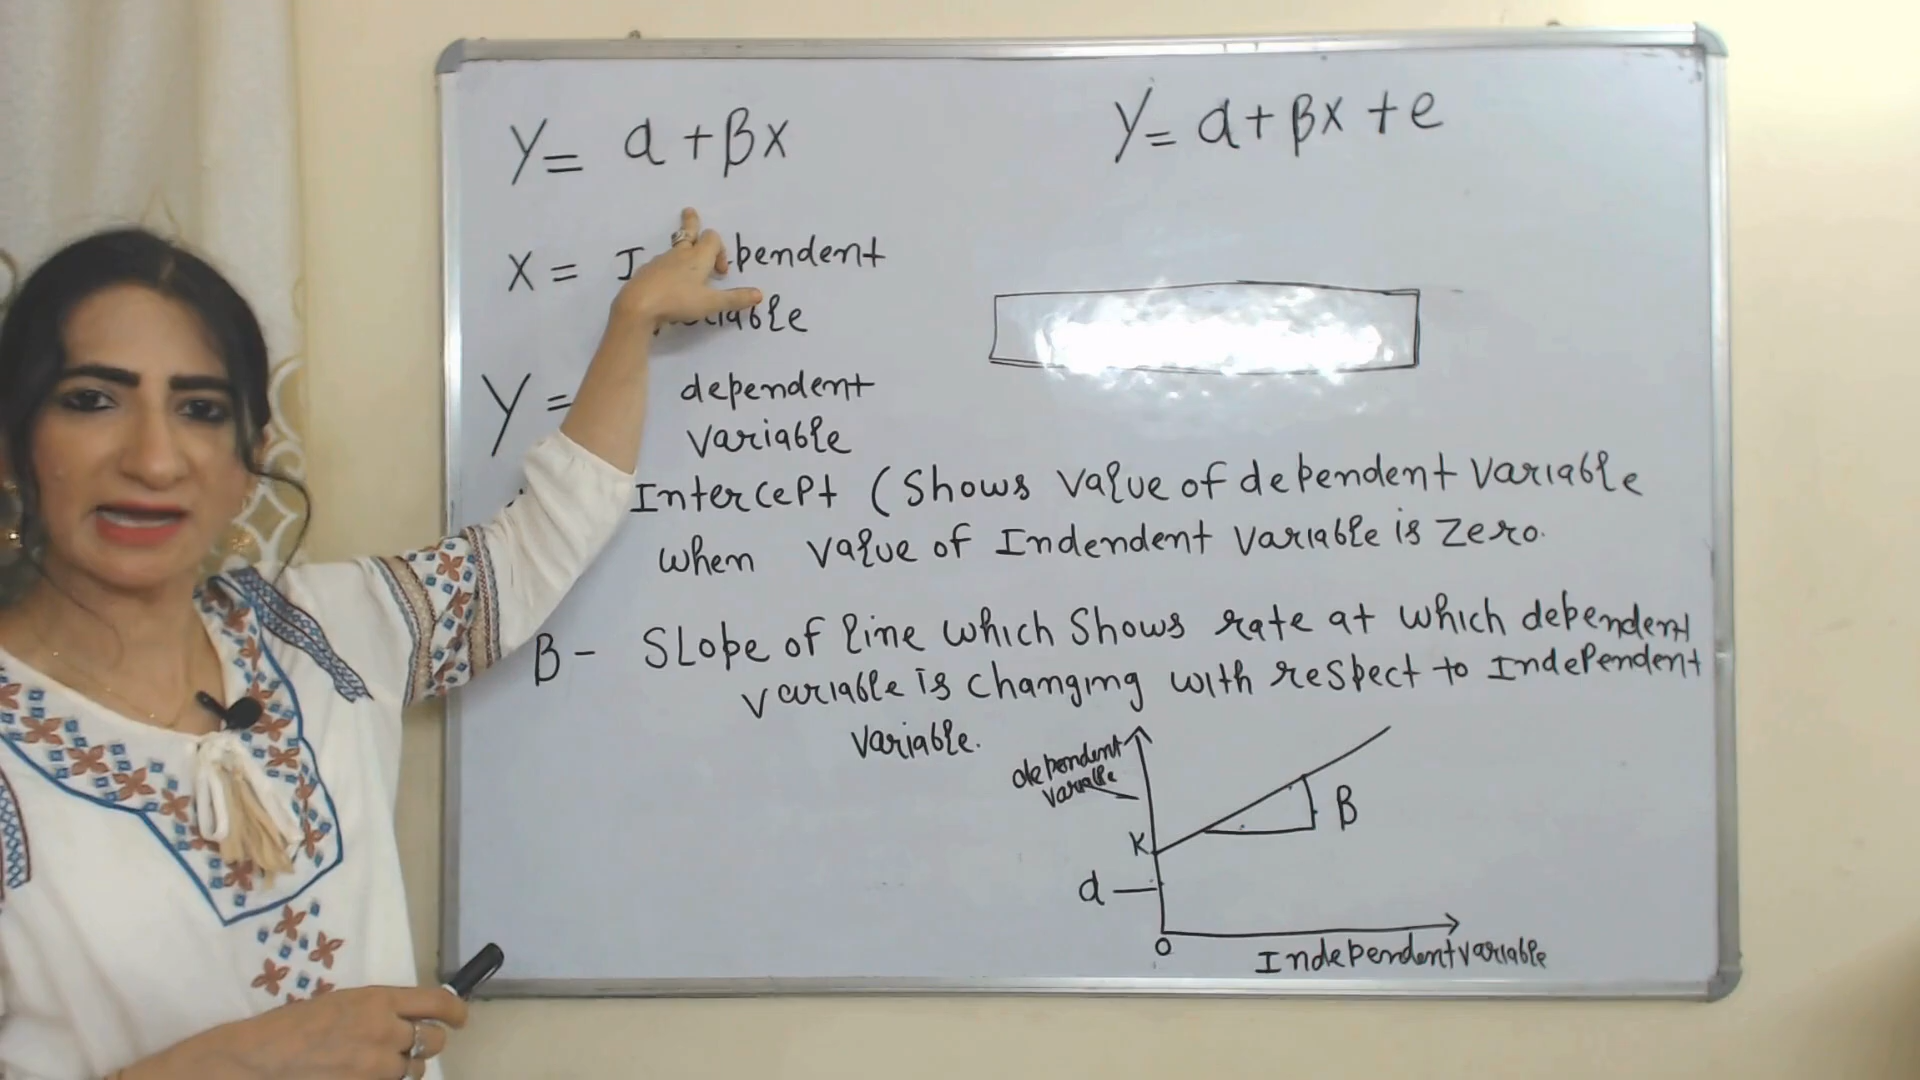 Y = α + βx
Y = α + βx + e
X = pendent
Y = dependent
variable
Intercept (Shows value of dependent variable
when value of Indendent variable is zero.
B - Slope of line which shows rate at which dependent
variable is changing with respect to Independent
variable.
dependent
variable
K
B
α
0
Independent variable